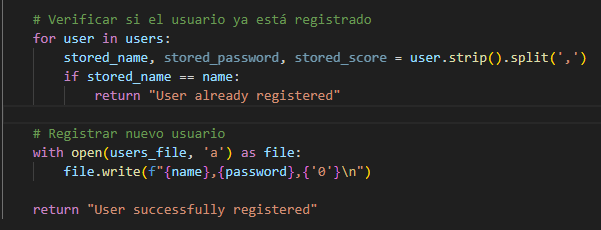 # Verificar si el usuario ya está registrado
for user in users:
stored_name, stored_password, stored_score = user.strip().split(',')
if stored_name == name:
return "User already registered"
# Registrar nuevo usuario
with open(users_file, 'a') as file:
file.write(f"{name},{password},{'0'}\n")
return "User successfully registered"